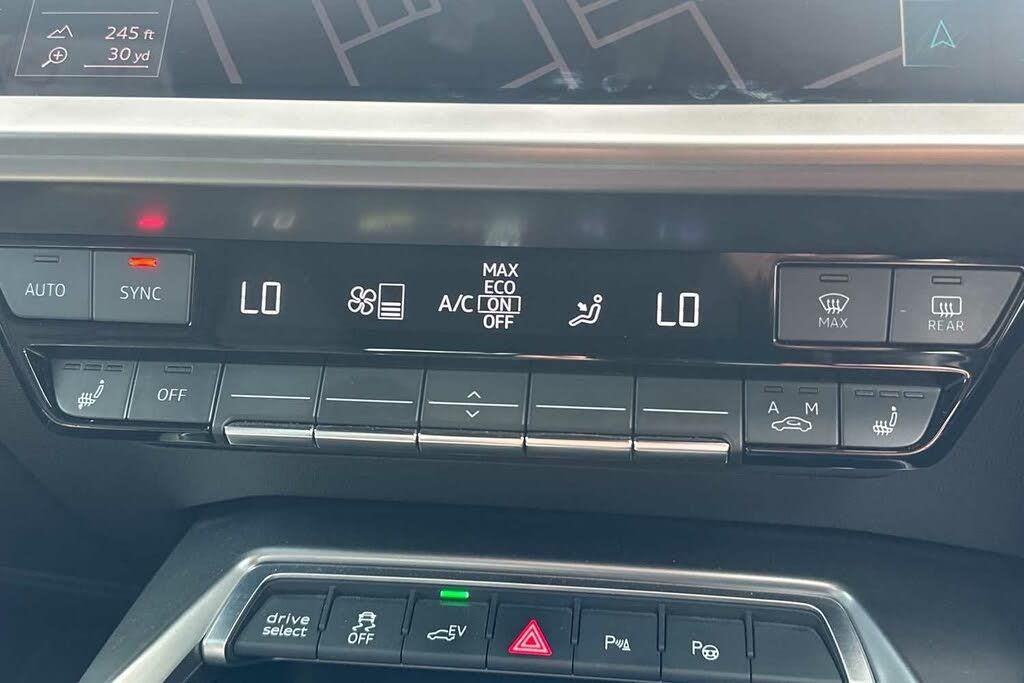 245 ft
30 yd
AUTO
SYNC
LO
A/C
MAX
ECO
ON
OFF
LO
MAX
REAR
OFF
A M
drive
select
OFF
EV
P
P